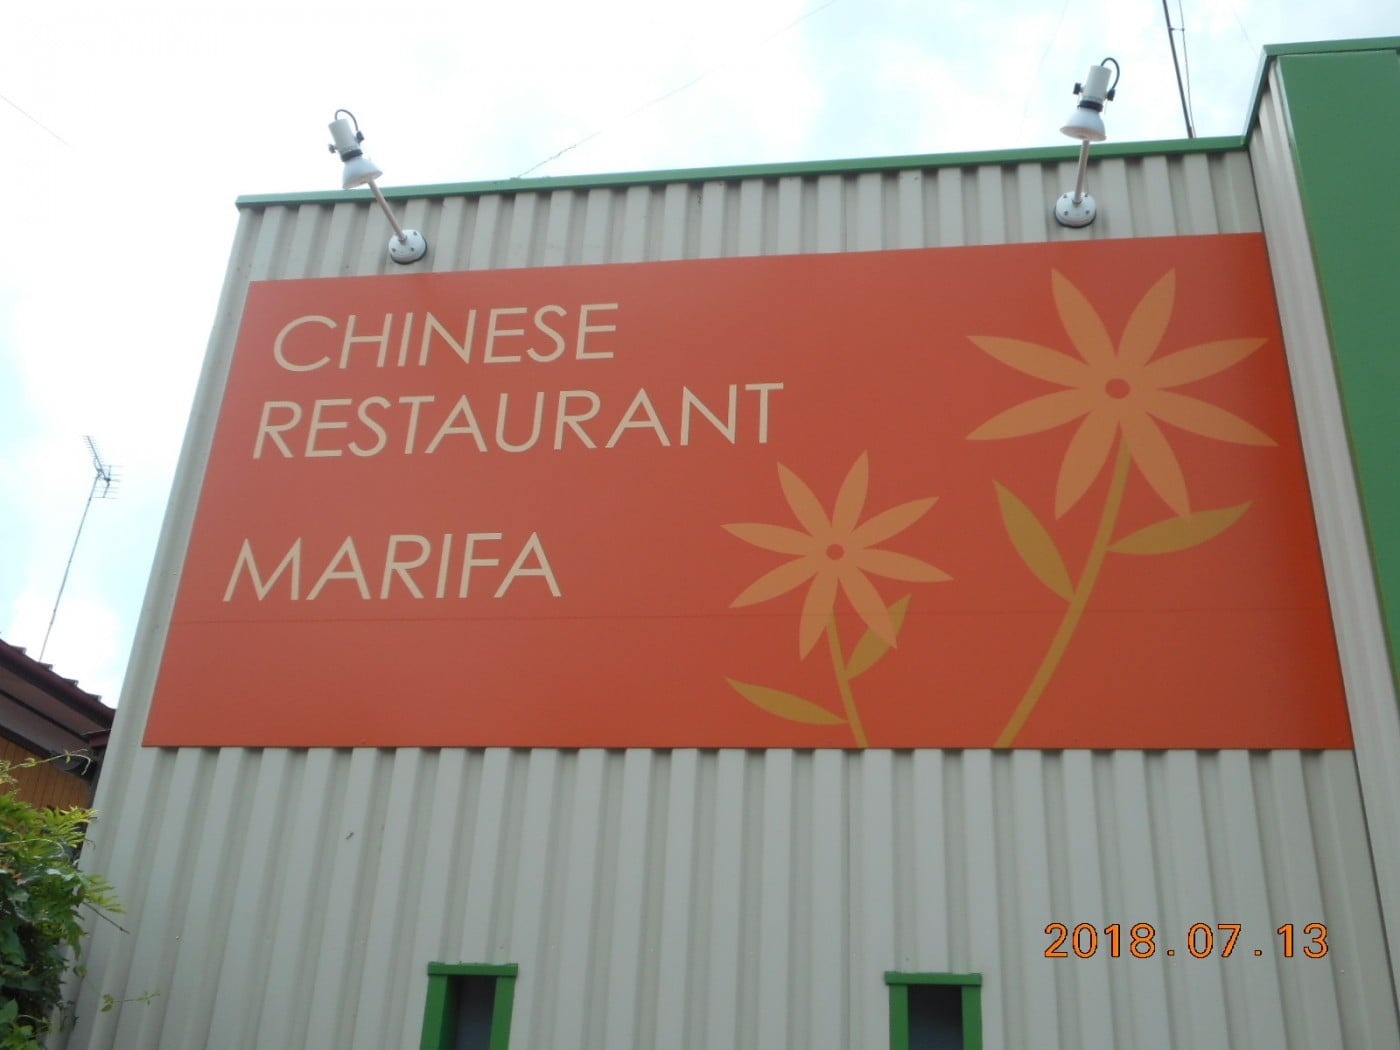 CHINESE
RESTAURANT
MARIFA
2018.07.13